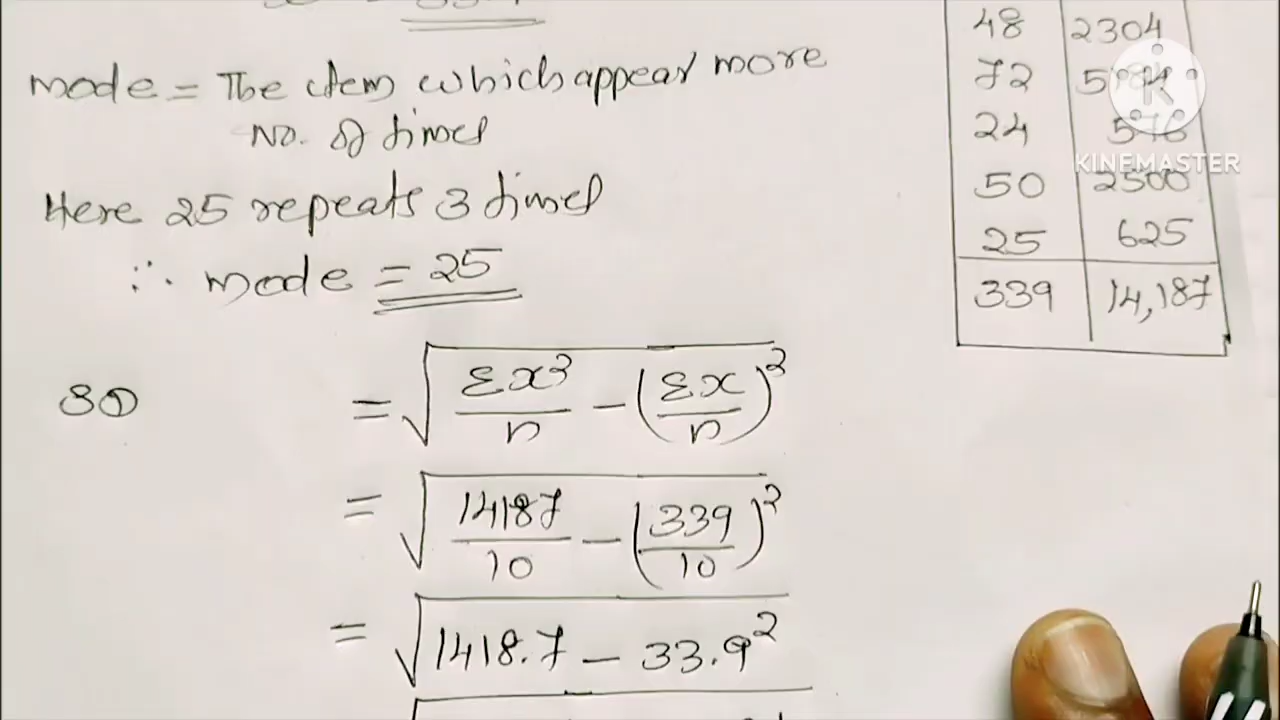 mode = The item which appear more
No. of times
Here 25 repeats 3 times
∴ mode = 25
SD = √(Σx²/n − (Σx/n)²)
= √(14187/10 − (339/10)²)
= √(1418.7 − 33.9²)
48 2304
72
24
50 2500
25 625
339 14,187
KINEMASTER